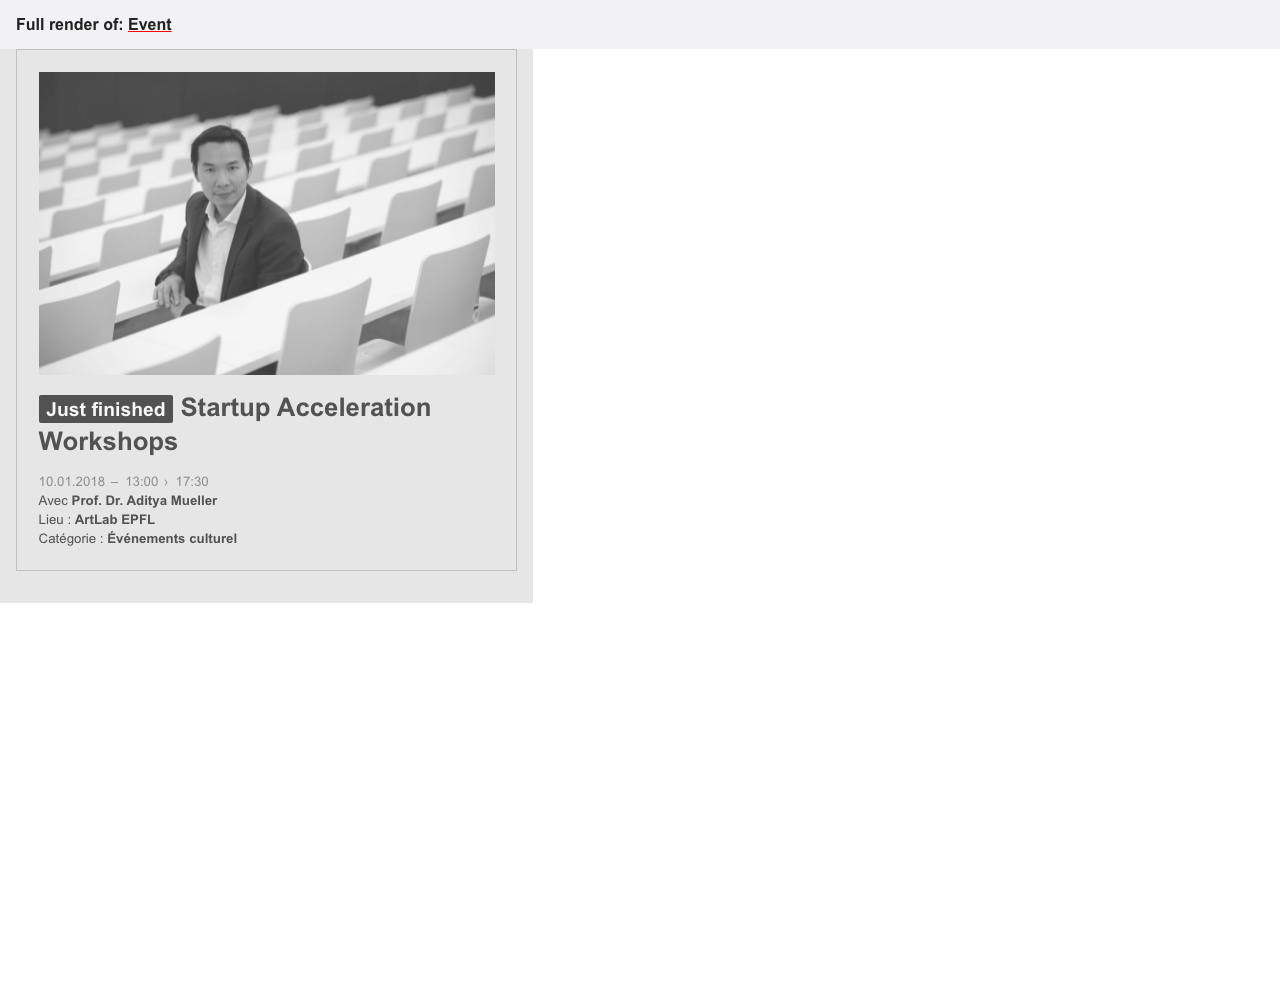 Full render of: Event
Just finished Startup Acceleration
Workshops
10.01.2018 – 13:00 › 17:30
Avec Prof. Dr. Aditya Mueller
Lieu : ArtLab EPFL
Catégorie : Événements culturel